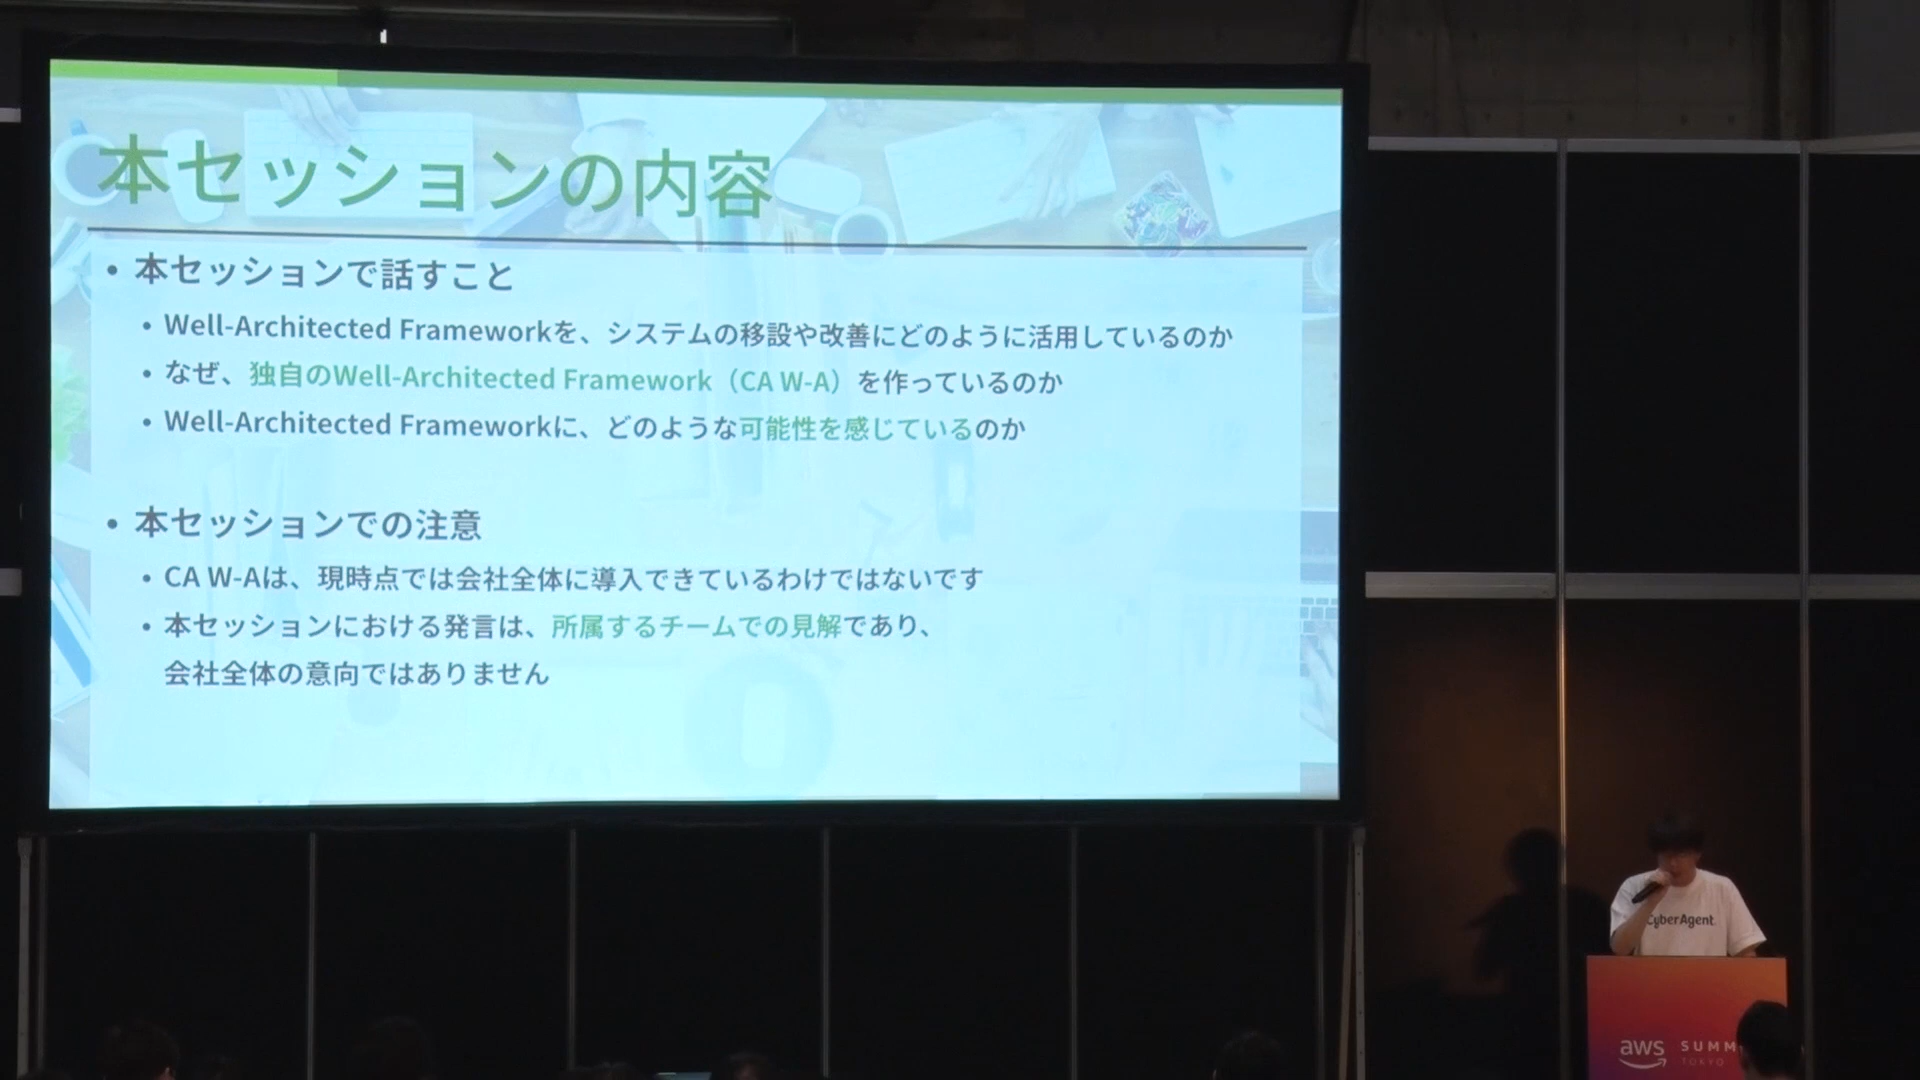 本セッションの内容
• 本セッションで話すこと
• Well-Architected Frameworkを、システムの移設や改善にどのように活用しているのか
• なぜ、独自のWell-Architected Framework（CA W-A）を作っているのか
• Well-Architected Frameworkに、どのような可能性を感じているのか
• 本セッションでの注意
• CA W-Aは、現時点では会社全体に導入できているわけではないです
• 本セッションにおける発言は、所属するチームでの見解であり、
会社全体の意向ではありません
CyberAgent
aws SUMM
TOKYO